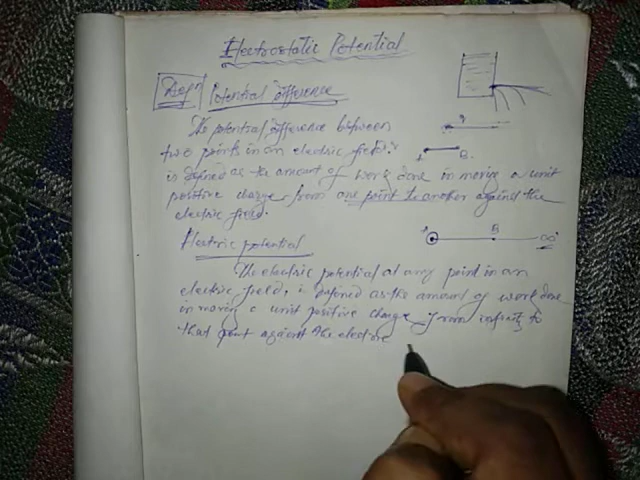 Electrostatic Potential
Defn Potential difference
The potential difference between
two points in an electric field.
is defined as the amount of work done in moving a unit
positive charge from one point to another against the
electric field.
A B
Electric potential
A B ∞
The electric potential at any point in an
electric field, is defined as the amount of work done
in moving a unit positive charge from infinity to
that point against the electric